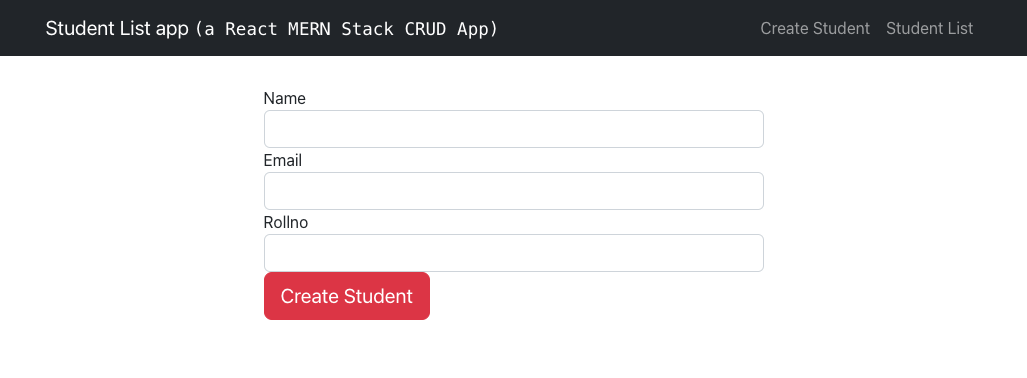 Student List app (a React MERN Stack CRUD App) Create Student Student List
Name
Email
Rollno
Create Student